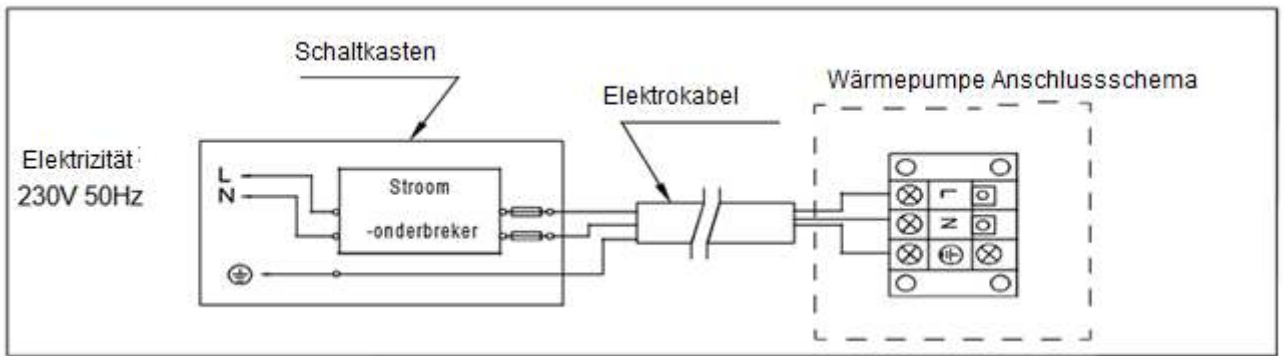 Schaltkasten
Wärmepumpe Anschlussschema
Elektrokabel
Elektrizität
230V 50Hz
L
N
Stroom
-onderbreker
L
N